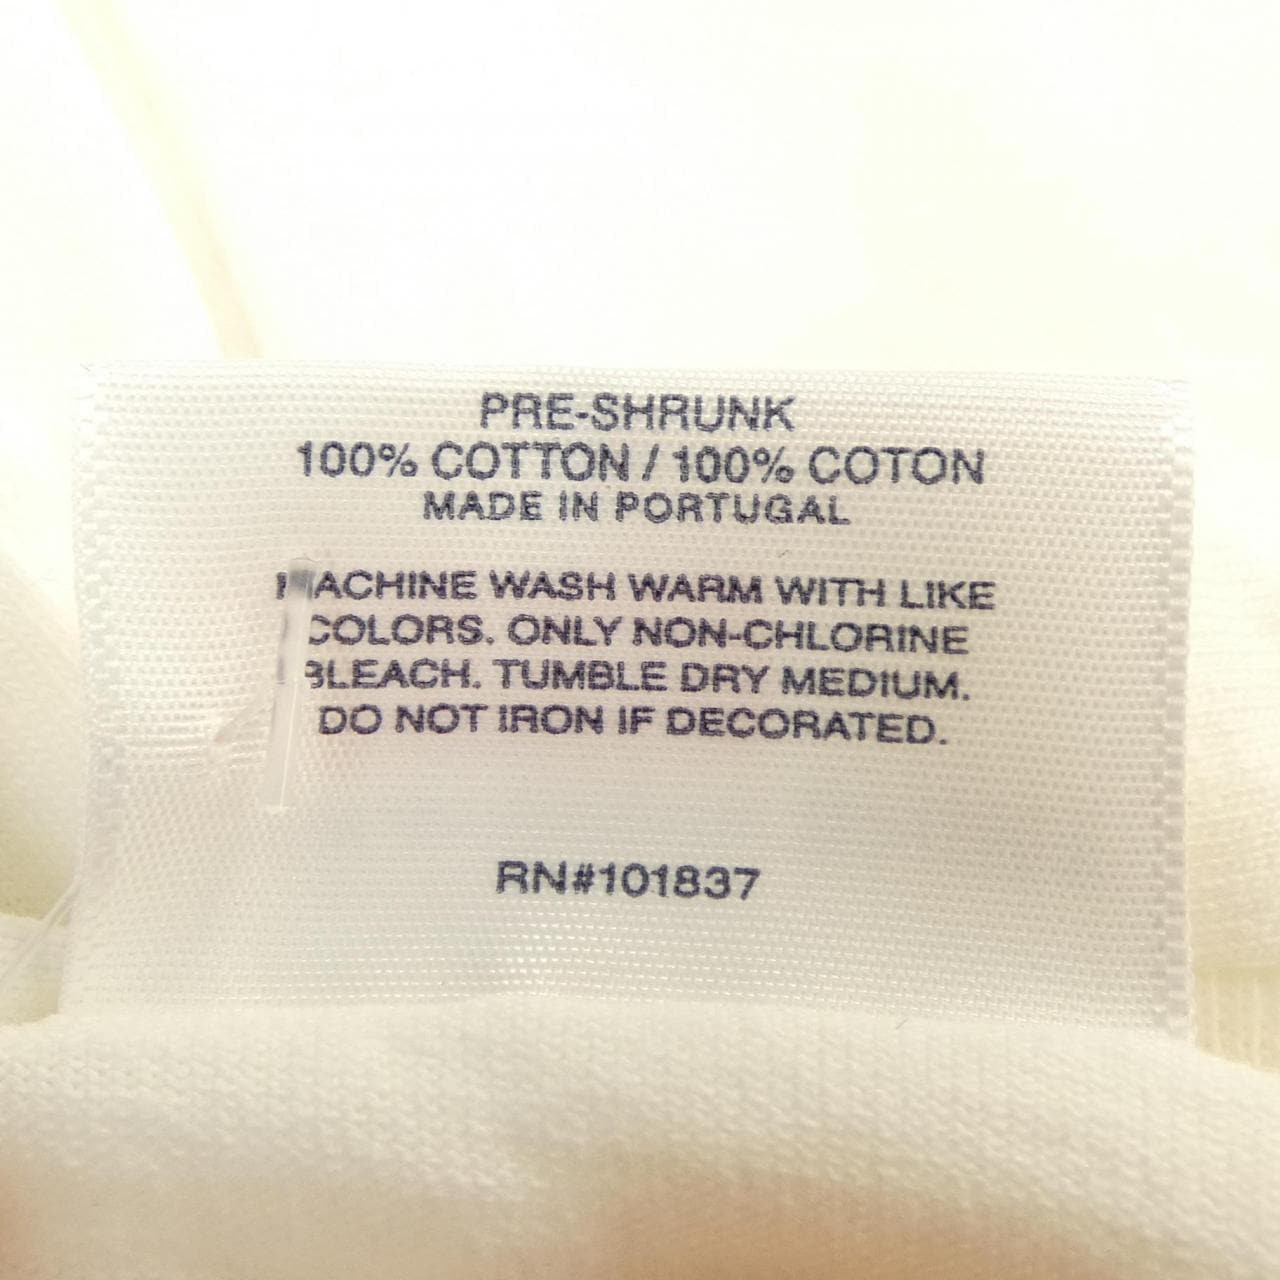 PRE-SHRUNK
100% COTTON / 100% COTON
MADE IN PORTUGAL
MACHINE WASH WARM WITH LIKE
COLORS. ONLY NON-CHLORINE
BLEACH. TUMBLE DRY MEDIUM.
DO NOT IRON IF DECORATED.
RN#101837